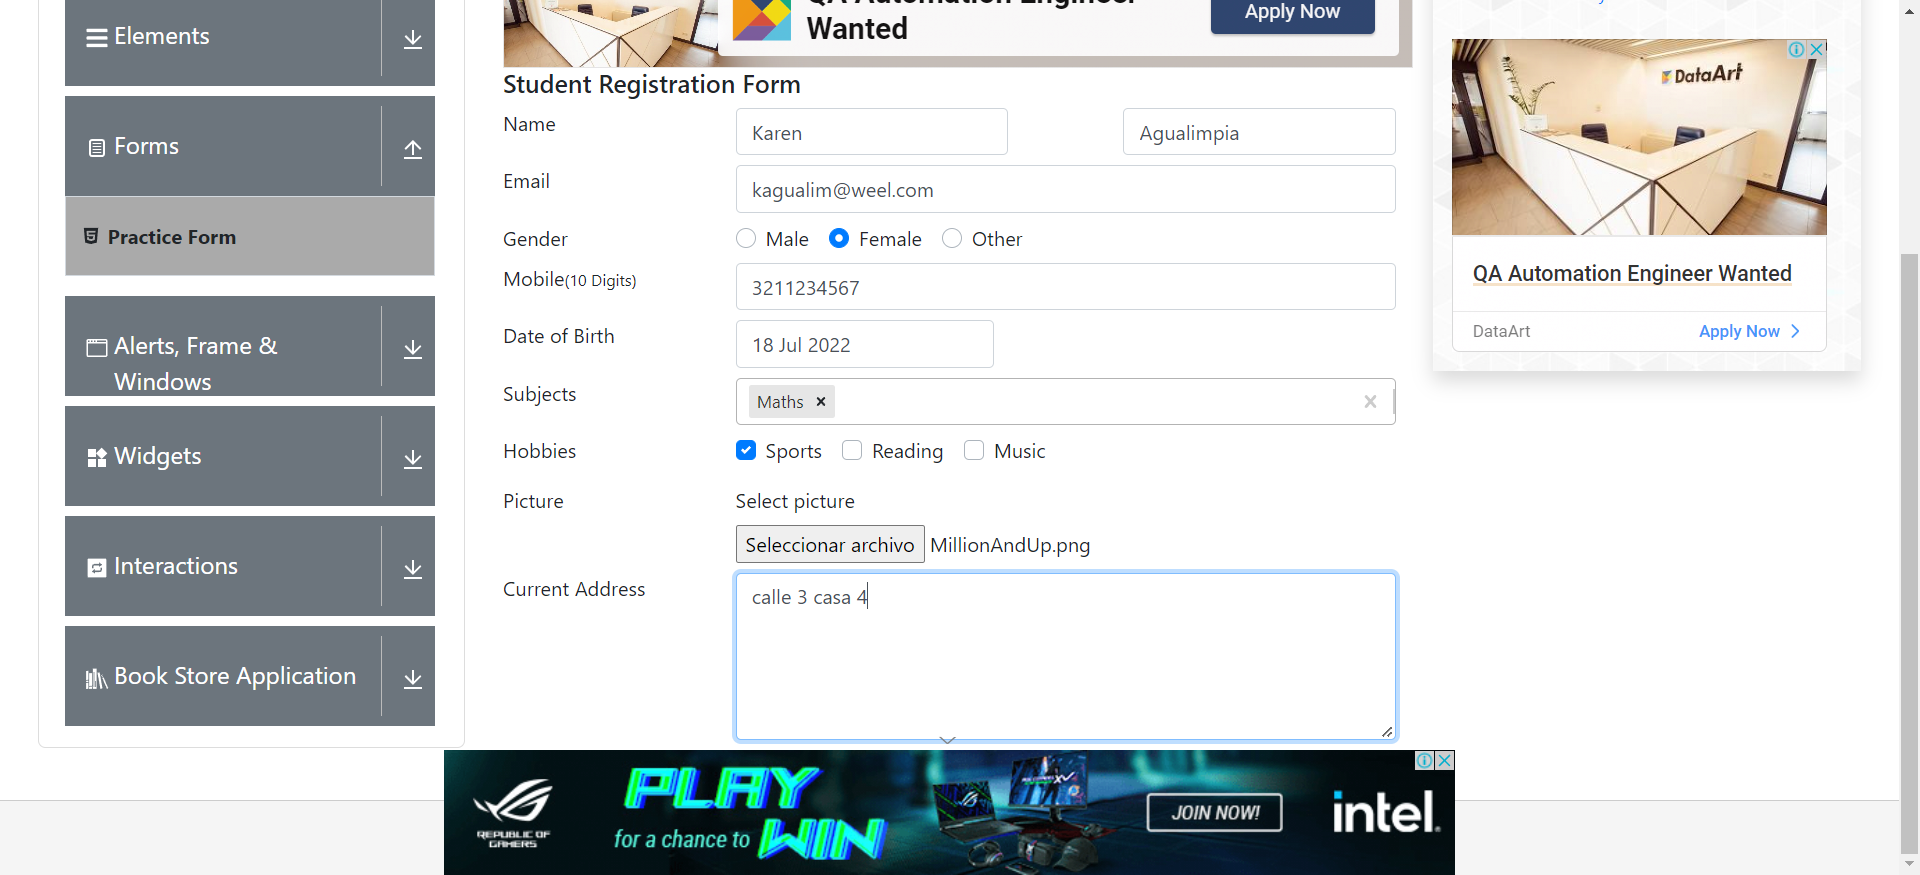 Elements
Forms
Practice Form
Alerts, Frame &
Windows
Widgets
Interactions
Book Store Application
QA Automation Engineer
Wanted
Apply Now
Student Registration Form
Name
Karen
Agualimpia
Email
kagualim@weel.com
Gender
Male
Female
Other
Mobile(10 Digits)
3211234567
Date of Birth
18 Jul 2022
Subjects
Maths
Hobbies
Sports
Reading
Music
Picture
Select picture
Seleccionar archivo MillionAndUp.png
Current Address
calle 3 casa 4
DataArt
QA Automation Engineer Wanted
DataArt
Apply Now
REPUBLIC OF
GAMERS
PLAY
for a chance to WIN
JOIN NOW!
intel.